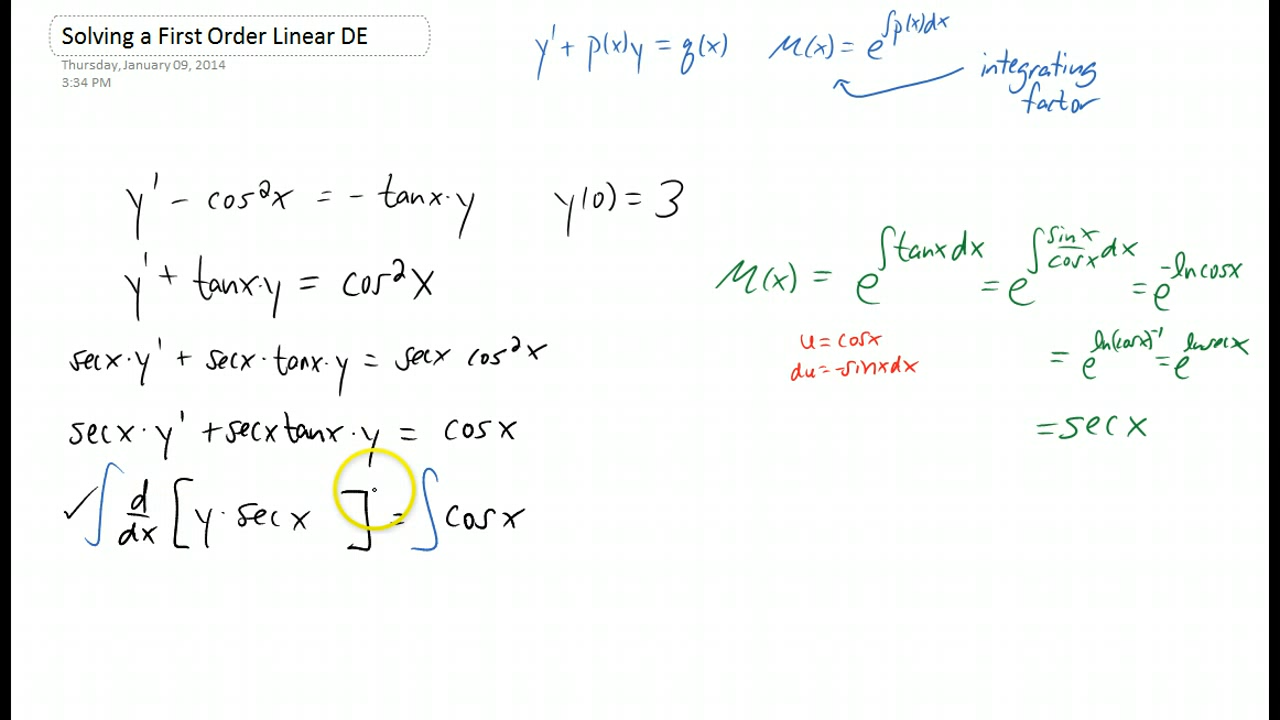 Solving a First Order Linear DE
Thursday, January 09, 2014
3:34 PM
y' + p(x)y = q(x) M(x) = e^∫p(x)dx
integrating
factor
y' - cos²x = - tanx·y y(0) = 3
y' + tanx·y = cos²x
secx·y' + secx·tanx·y = secx cos²x
secx·y' + secxtanx·y = cosx
✓∫ d/dx [y·secx ] = ∫cosx
M(x) = e^∫tanxdx = e^∫sinx/cosx dx = e^-lncosx
u = cosx
du = -sinxdx
= e^ln(cosx)^-1 = e^lnsecx
= secx